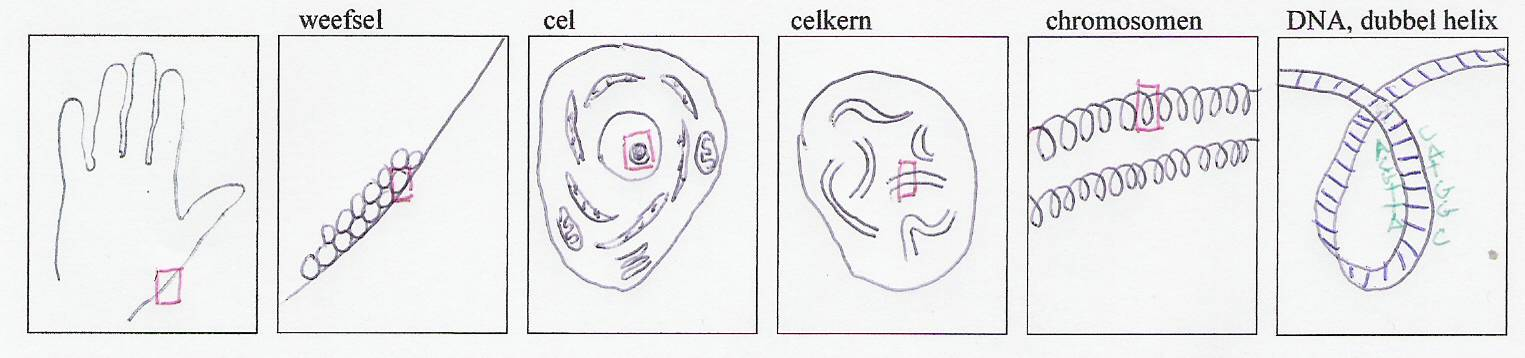 weefsel
cel
celkern
chromosomen
DNA, dubbel helix